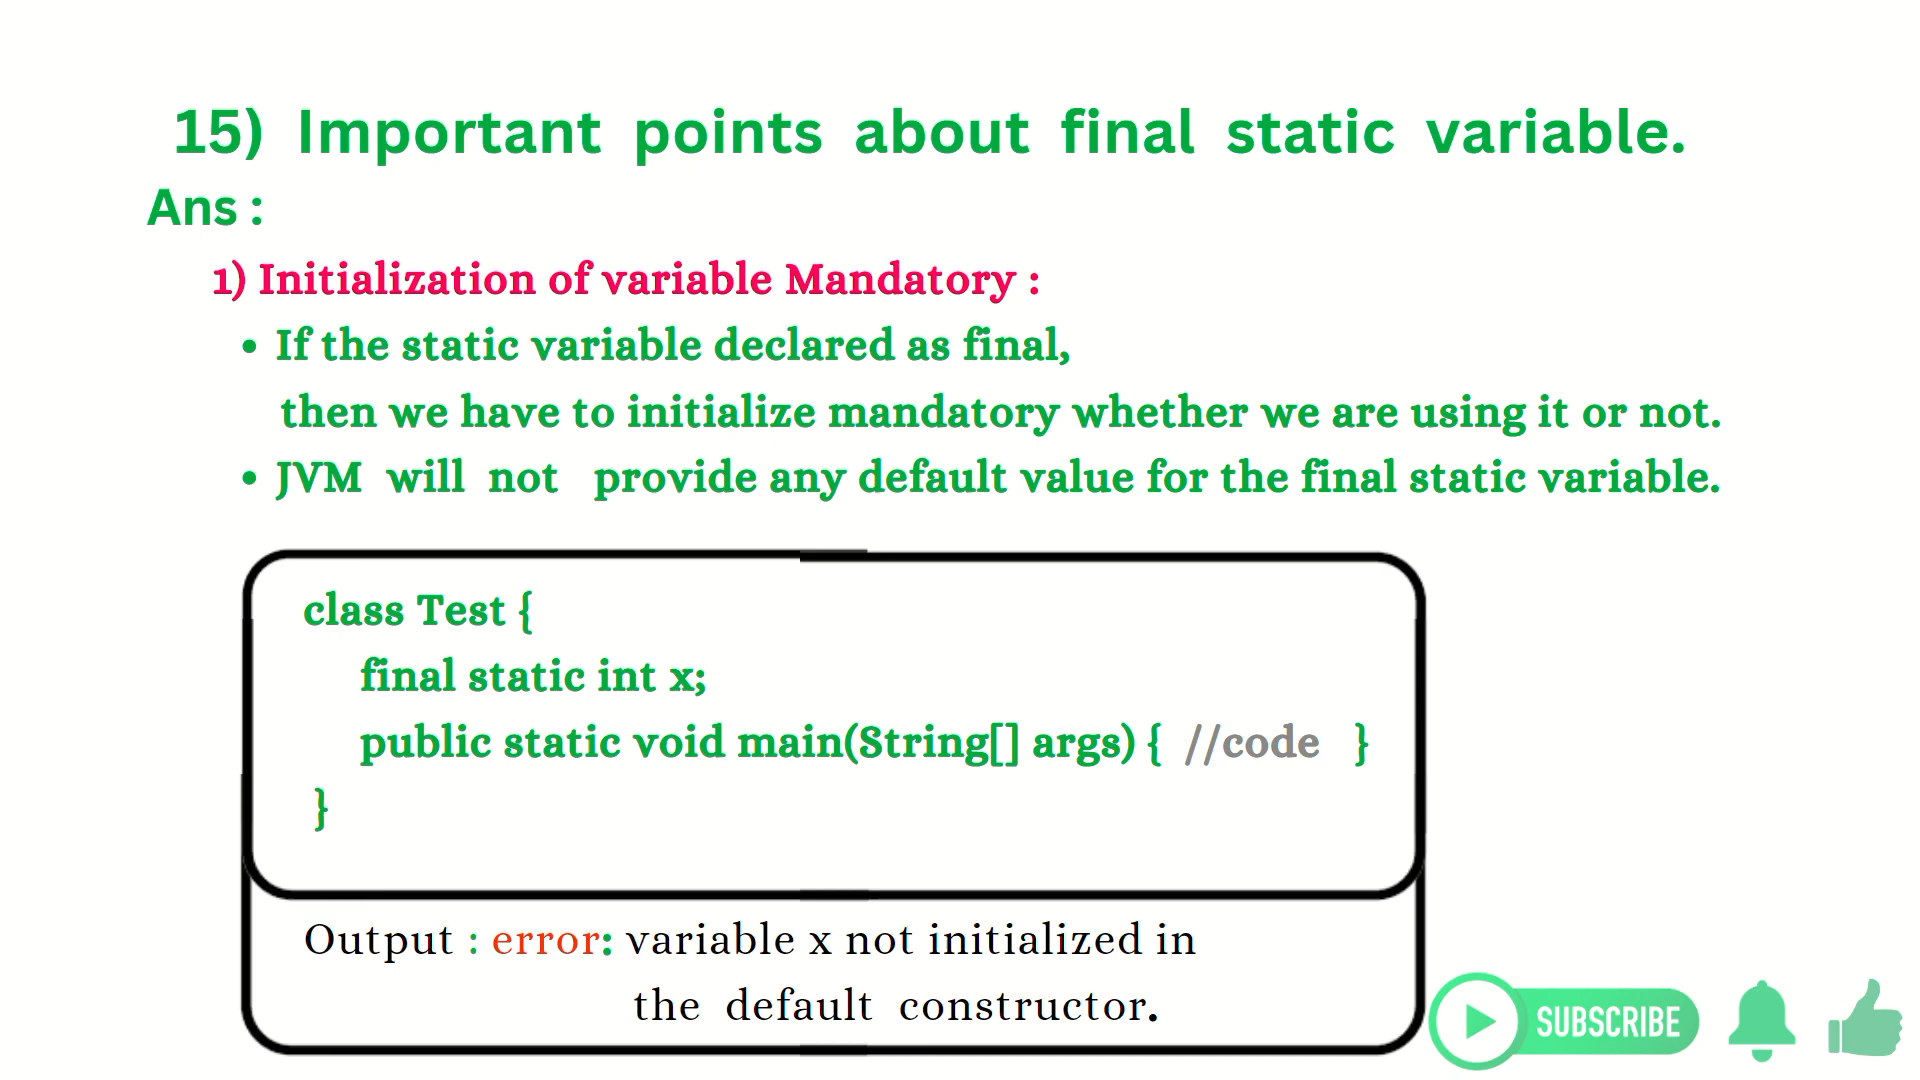 15) Important points about final static variable.
Ans :
1) Initialization of variable Mandatory :
• If the static variable declared as final,
then we have to initialize mandatory whether we are using it or not.
• JVM will not provide any default value for the final static variable.
class Test {
final static int x;
public static void main(String[] args) { //code }
}
Output : error: variable x not initialized in
the default constructor.
SUBSCRIBE